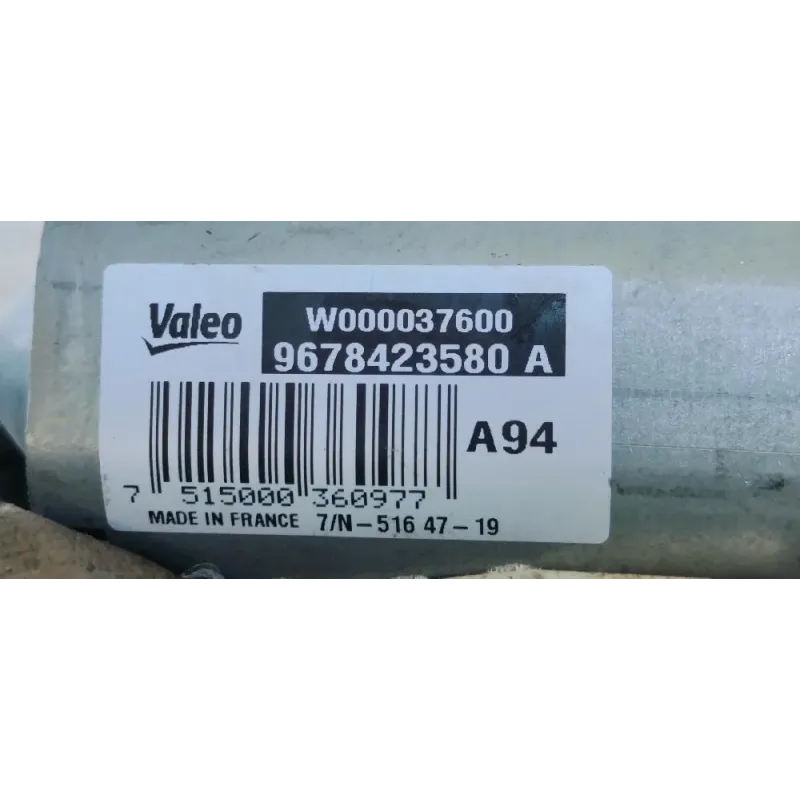 Valeo
W000037600
9678423580 A
A94
7 515000 360977
MADE IN FRANCE 7/N-516 47-19